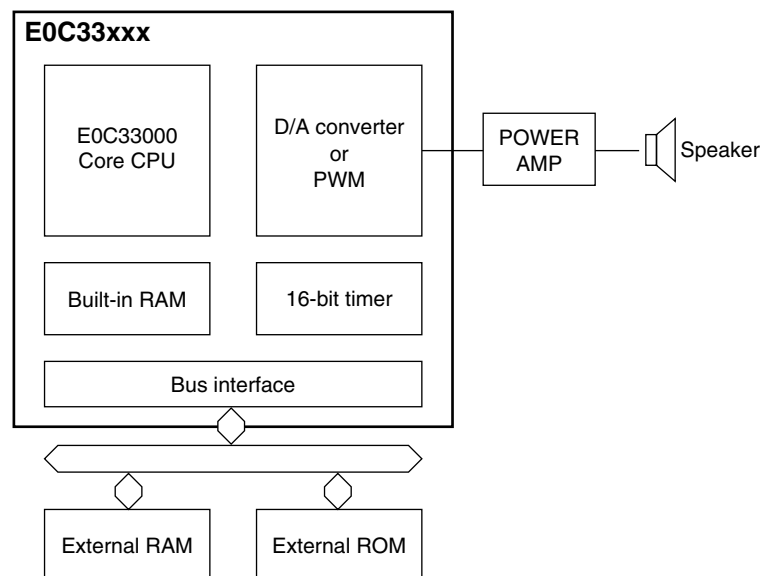 E0C33xxx
E0C33000
Core CPU
D/A converter
or
PWM
POWER
AMP
Speaker
Built-in RAM
16-bit timer
Bus interface
External RAM
External ROM